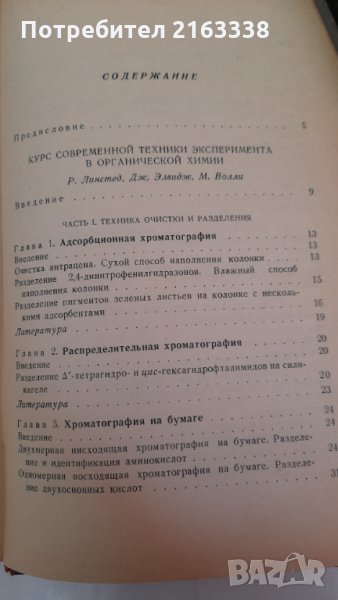 Потребител 2163338
СОДЕРЖАНИЕ
Предисловие . . . . . . . . . . . . . . . . 5
КУРС СОВРЕМЕННОЙ ТЕХНИКИ ЭКСПЕРИМЕНТА
В ОРГАНИЧЕСКОЙ ХИМИИ
Р. Линстед, Дж. Элвидж, М. Волли
Введение . . . . . . . . . . . . . . . . 9
ЧАСТЬ I. ТЕХНИКА ОЧИСТКИ И РАЗДЕЛЕНИЯ
Глава 1. Адсорбционная хроматография . . . . 13
Введение . . . . . . . . . . . . . . . . 13
Очистка антрацена. Сухой способ наполнения колонки . . 13
Разделение 2,4-динитрофенилгидразонов. Влажный способ
наполнения колонки . . . . . . . . . . . . 15
Разделение пигментов зеленых листьев на колонке с несколь-
кими адсорбентами . . . . . . . . . . . . 16
Литература . . . . . . . . . . . . . . . . 19
Глава 2. Распределительная хроматография . . . . 20
Введение . . . . . . . . . . . . . . . . 20
Разделение Δ′-тетрагидро- и цис-гексагидрофталимидов на сили-
кагеле . . . . . . . . . . . . . . . . 20
Литература . . . . . . . . . . . . . . . . 23
Глава 3. Хроматография на бумаге . . . . . . 24
Введение . . . . . . . . . . . . . . . . 24
Двухмерная нисходящая хроматография на бумаге. Разделе-
ние и идентификация аминокислот . . . . . . 24
Одномерная восходящая хроматография на бумаге. Разделе-
ние двухосновных кислот . . . . . . . . . . 31
BAZAR
.bg